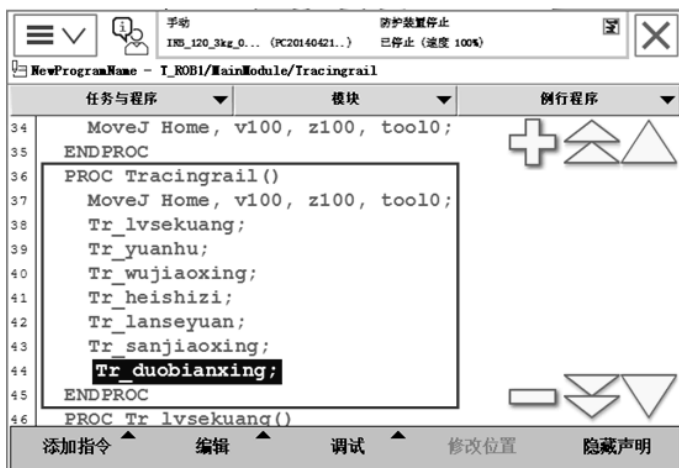 手动 防护装置停止
IRB_120_3kg_0... (PC20140421..) 已停止 (速度 100%)
NewProgramName - T_ROB1/MainModule/Tracingrail
任务与程序 模块 例行程序
34 MoveJ Home, v100, z100, tool0;
35 ENDPROC
36 PROC Tracingrail()
37 MoveJ Home, v100, z100, tool0;
38 Tr_lvsekuang;
39 Tr_yuanhu;
40 Tr_wujiaoxing;
41 Tr_heishizi;
42 Tr_lanseyuan;
43 Tr_sanjiaoxing;
44 Tr_duobianxing;
45 ENDPROC
46 PROC Tr_lvsekuang()
添加指令 编辑 调试 修改位置 隐藏声明